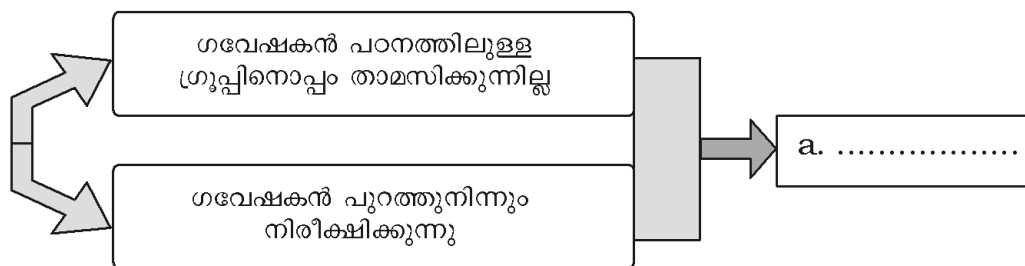 ഗവേഷകൻ പഠനത്തിലുള്ള
ഗ്രൂപ്പിനൊപ്പം താമസിക്കുന്നില്ല
a. ..................
ഗവേഷകൻ പുറത്തുനിന്നും
നിരീക്ഷിക്കുന്നു